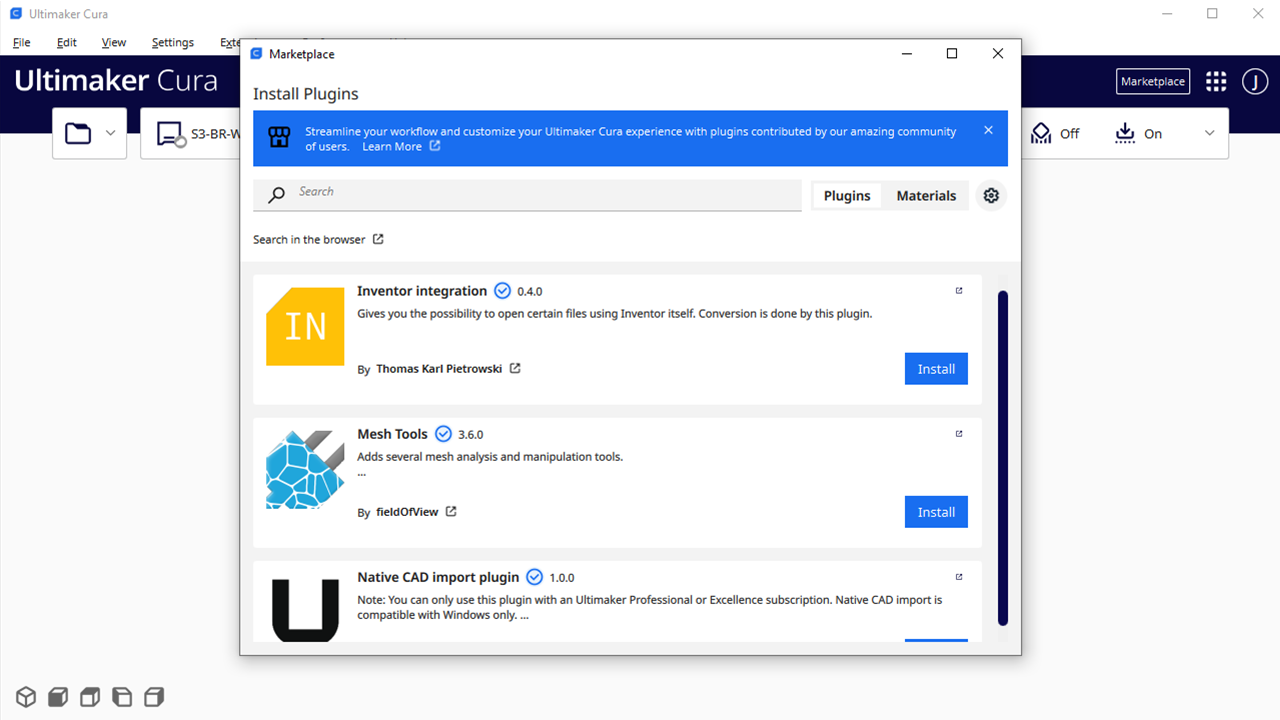 Ultimaker Cura
File Edit View Settings
Marketplace
Ultimaker Cura
Marketplace
J
S3-BR-W
Off
On
Install Plugins
Streamline your workflow and customize your Ultimaker Cura experience with plugins contributed by our amazing community
of users. Learn More
Search
Plugins
Materials
Search in the browser
Inventor integration 0.4.0
Gives you the possibility to open certain files using Inventor itself. Conversion is done by this plugin.
IN
By Thomas Karl Pietrowski
Install
Mesh Tools 3.6.0
Adds several mesh analysis and manipulation tools.
...
By fieldOfView
Install
Native CAD import plugin 1.0.0
Note: You can only use this plugin with an Ultimaker Professional or Excellence subscription. Native CAD import is
compatible with Windows only. ...